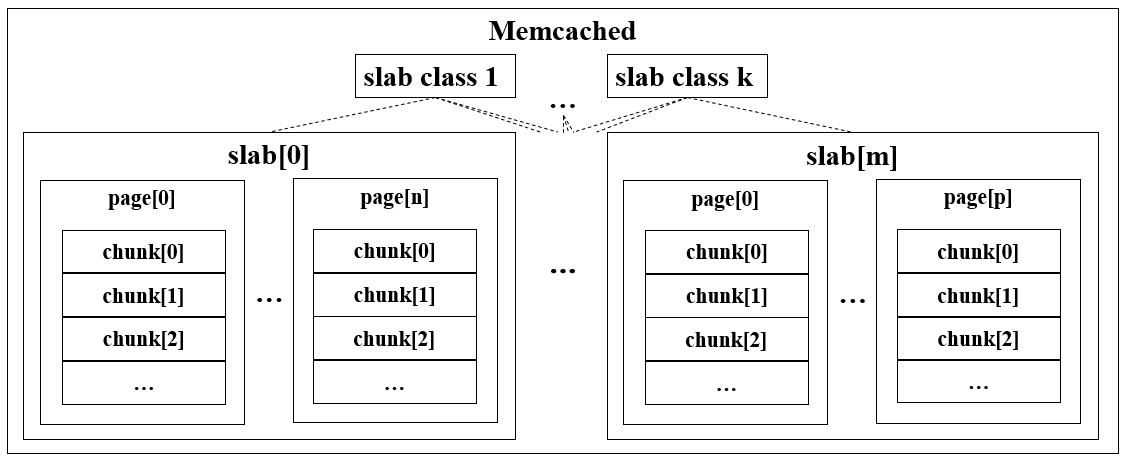 Memcached
slab class 1
...
slab class k
slab[0]
page[0]
chunk[0]
chunk[1]
chunk[2]
...
...
page[n]
chunk[0]
chunk[1]
chunk[2]
...
...
slab[m]
page[0]
chunk[0]
chunk[1]
chunk[2]
...
...
page[p]
chunk[0]
chunk[1]
chunk[2]
...